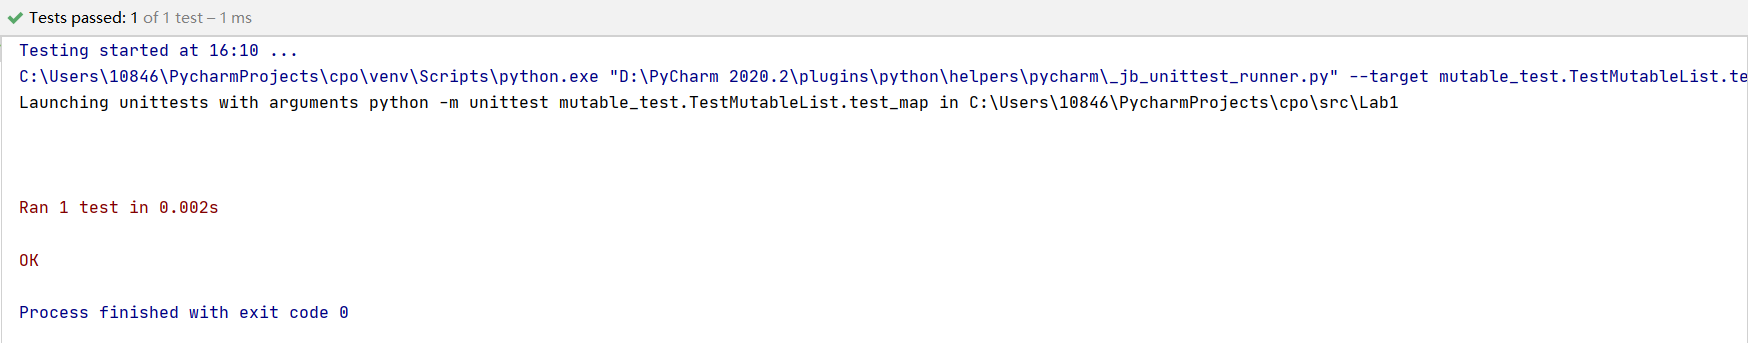 Tests passed: 1 of 1 test – 1 ms
Testing started at 16:10 ...
C:\Users\10846\PycharmProjects\cpo\venv\Scripts\python.exe "D:\PyCharm 2020.2\plugins\python\helpers\pycharm\_jb_unittest_runner.py" --target mutable_test.TestMutableList.te
Launching unittests with arguments python -m unittest mutable_test.TestMutableList.test_map in C:\Users\10846\PycharmProjects\cpo\src\Lab1
Ran 1 test in 0.002s
OK
Process finished with exit code 0